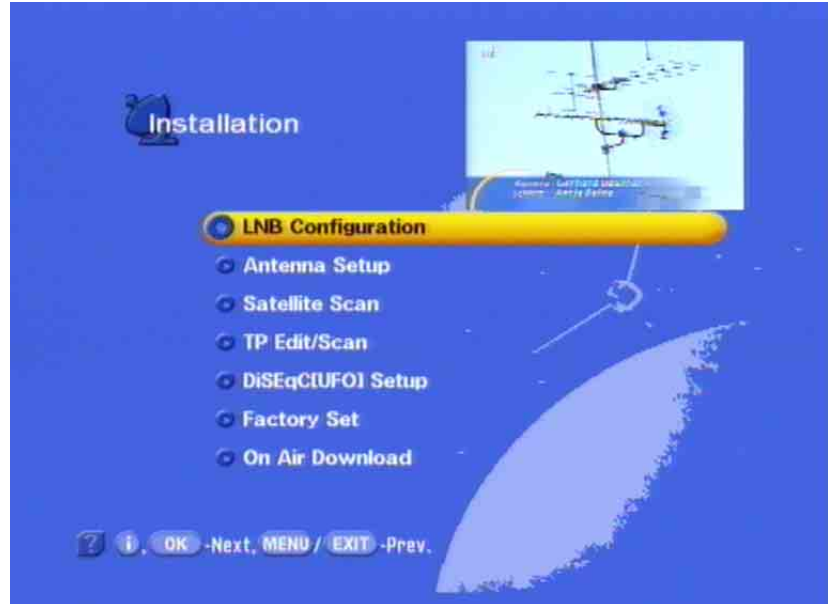 Installation
LNB Configuration
Antenna Setup
Satellite Scan
TP Edit/Scan
DiSEqC[UFO] Setup
Factory Set
On Air Download
? i, OK -Next, MENU / EXIT -Prev.